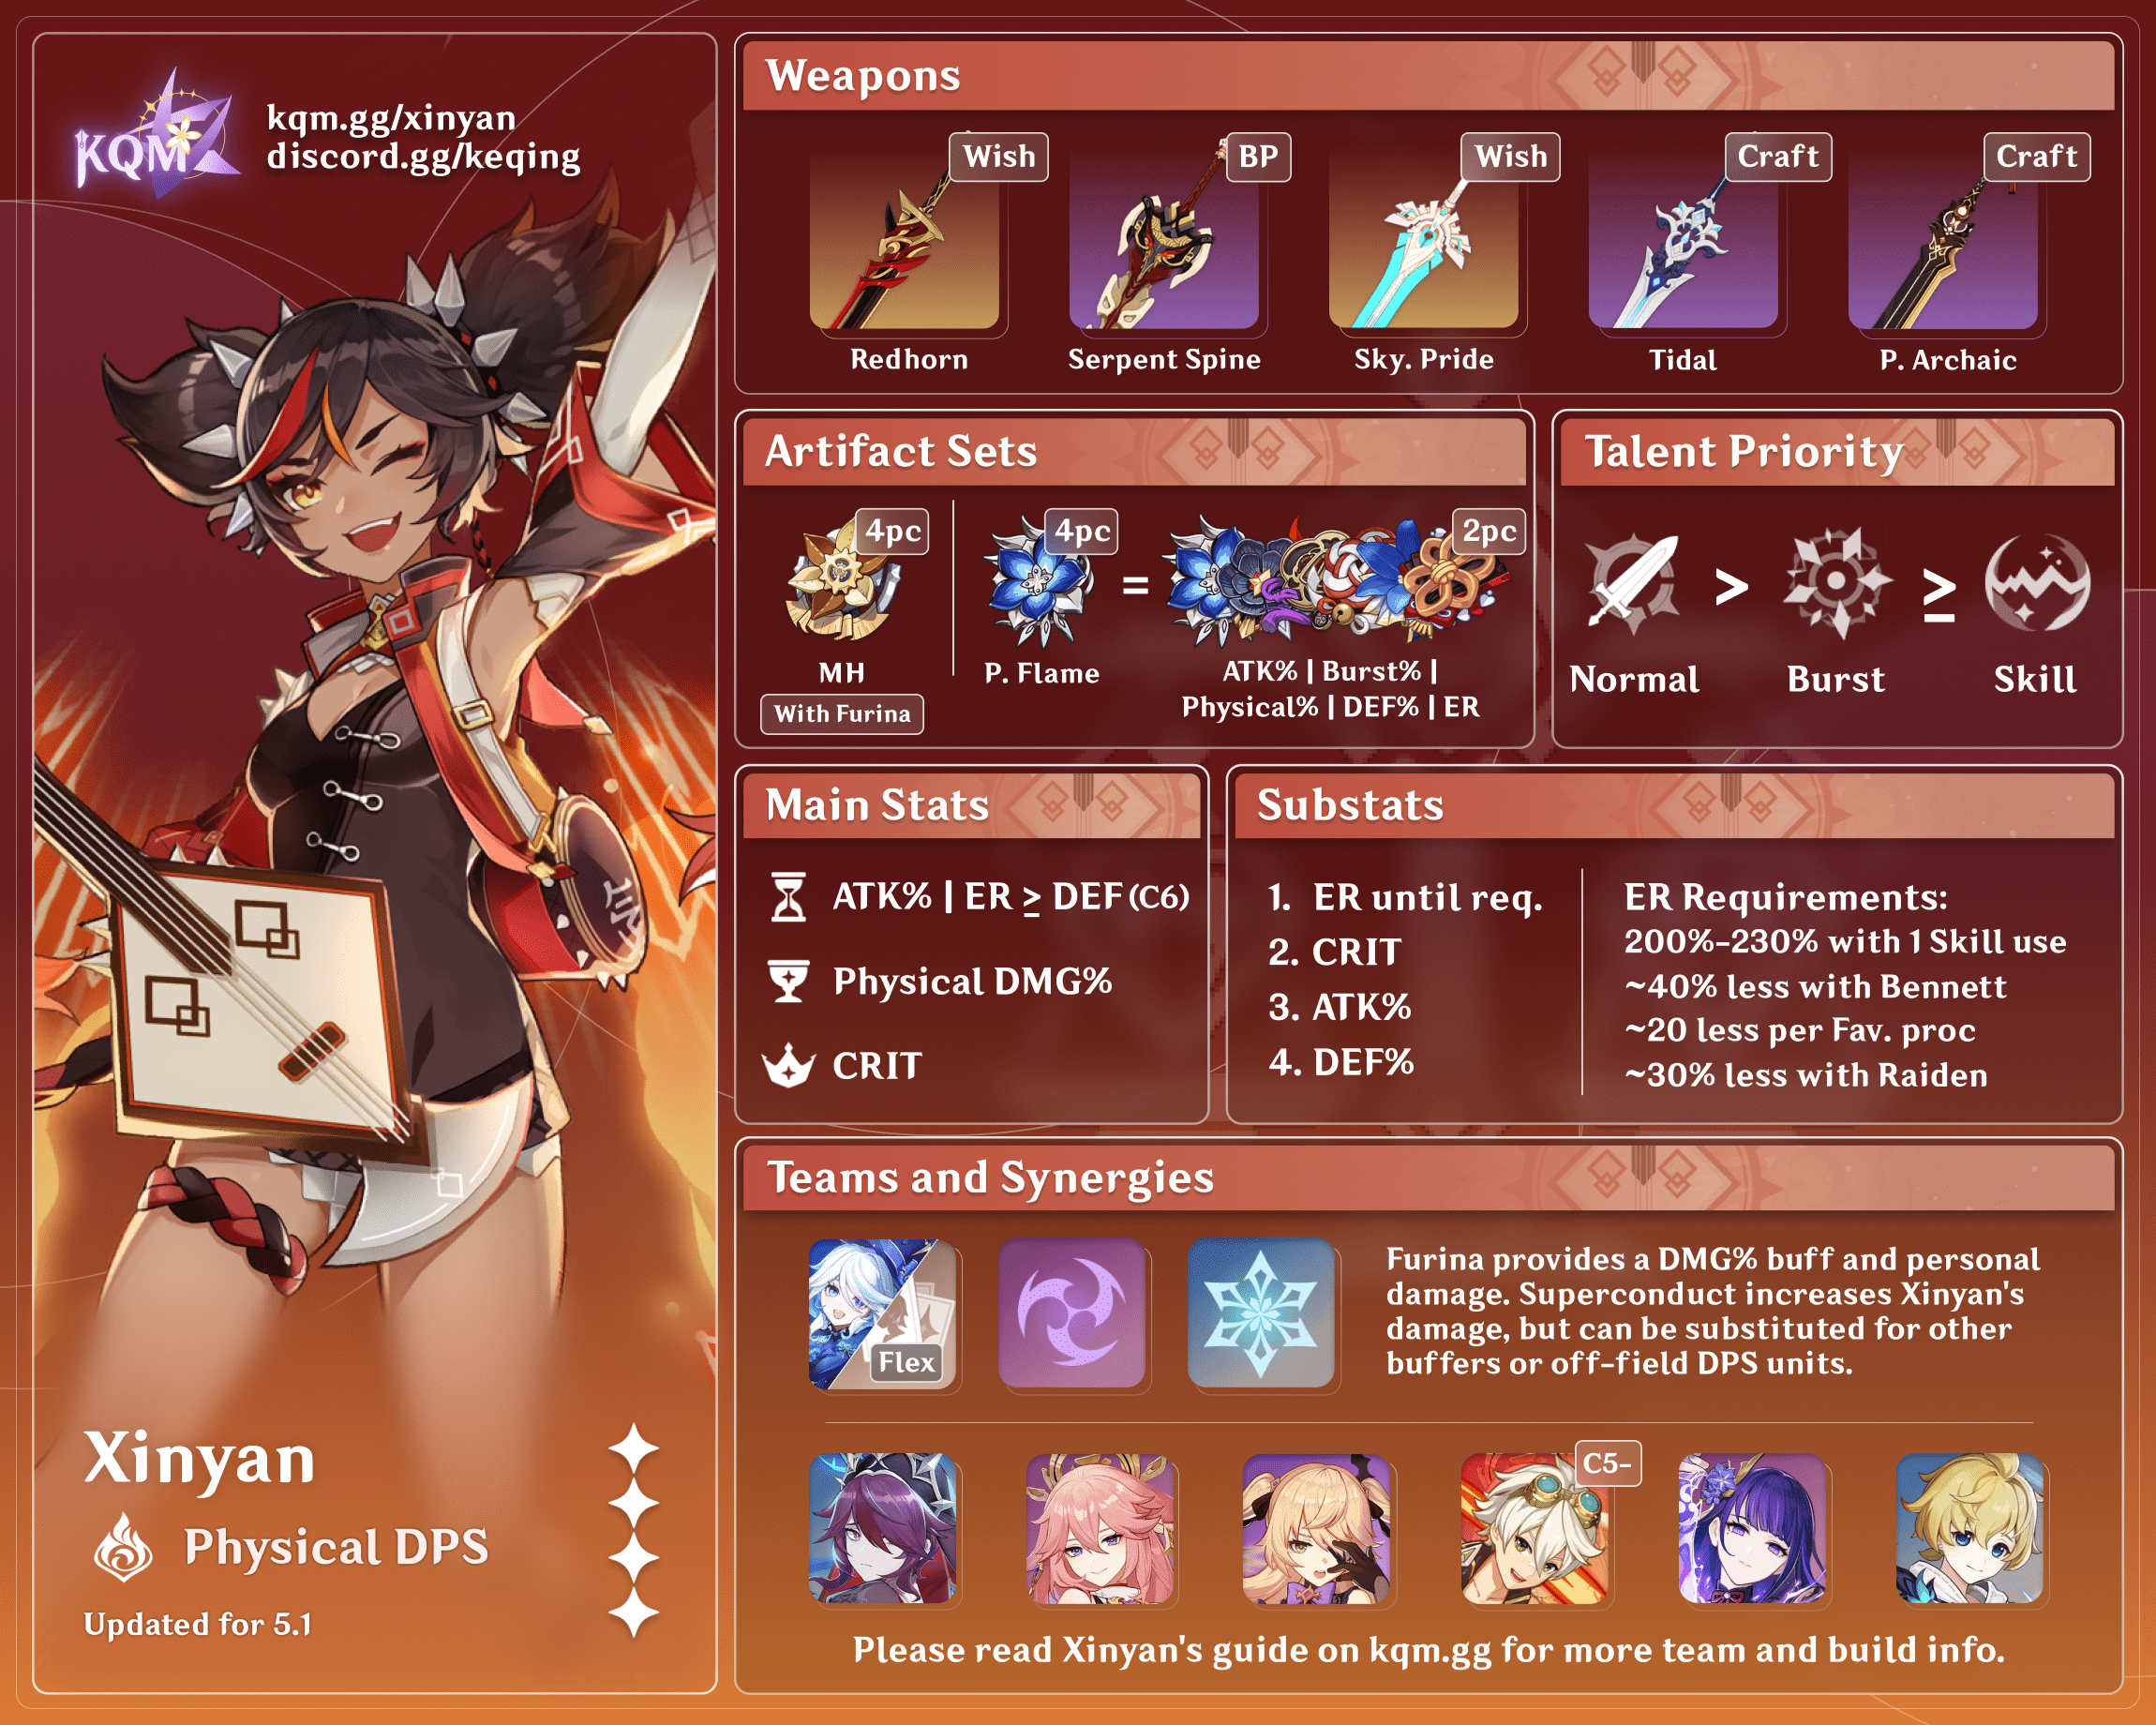 KQM
kqm.gg/xinyan
discord.gg/keqing
Xinyan
Physical DPS
Updated for 5.1
Weapons
Wish
BP
Wish
Craft
Craft
Redhorn
Serpent Spine
Sky. Pride
Tidal
P. Archaic
Artifact Sets
4pc
4pc
=
2pc
MH
With Furina
P. Flame
ATK% | Burst% |
Physical% | DEF% | ER
Talent Priority
> ≥
Normal
Burst
Skill
Main Stats
ATK% | ER ≥ DEF (C6)
Physical DMG%
CRIT
Substats
1. ER until req.
2. CRIT
3. ATK%
4. DEF%
ER Requirements:
200%-230% with 1 Skill use
~40% less with Bennett
~20 less per Fav. proc
~30% less with Raiden
Teams and Synergies
Flex
Furina provides a DMG% buff and personal
damage. Superconduct increases Xinyan's
damage, but can be substituted for other
buffers or off-field DPS units.
C5-
Please read Xinyan's guide on kqm.gg for more team and build info.